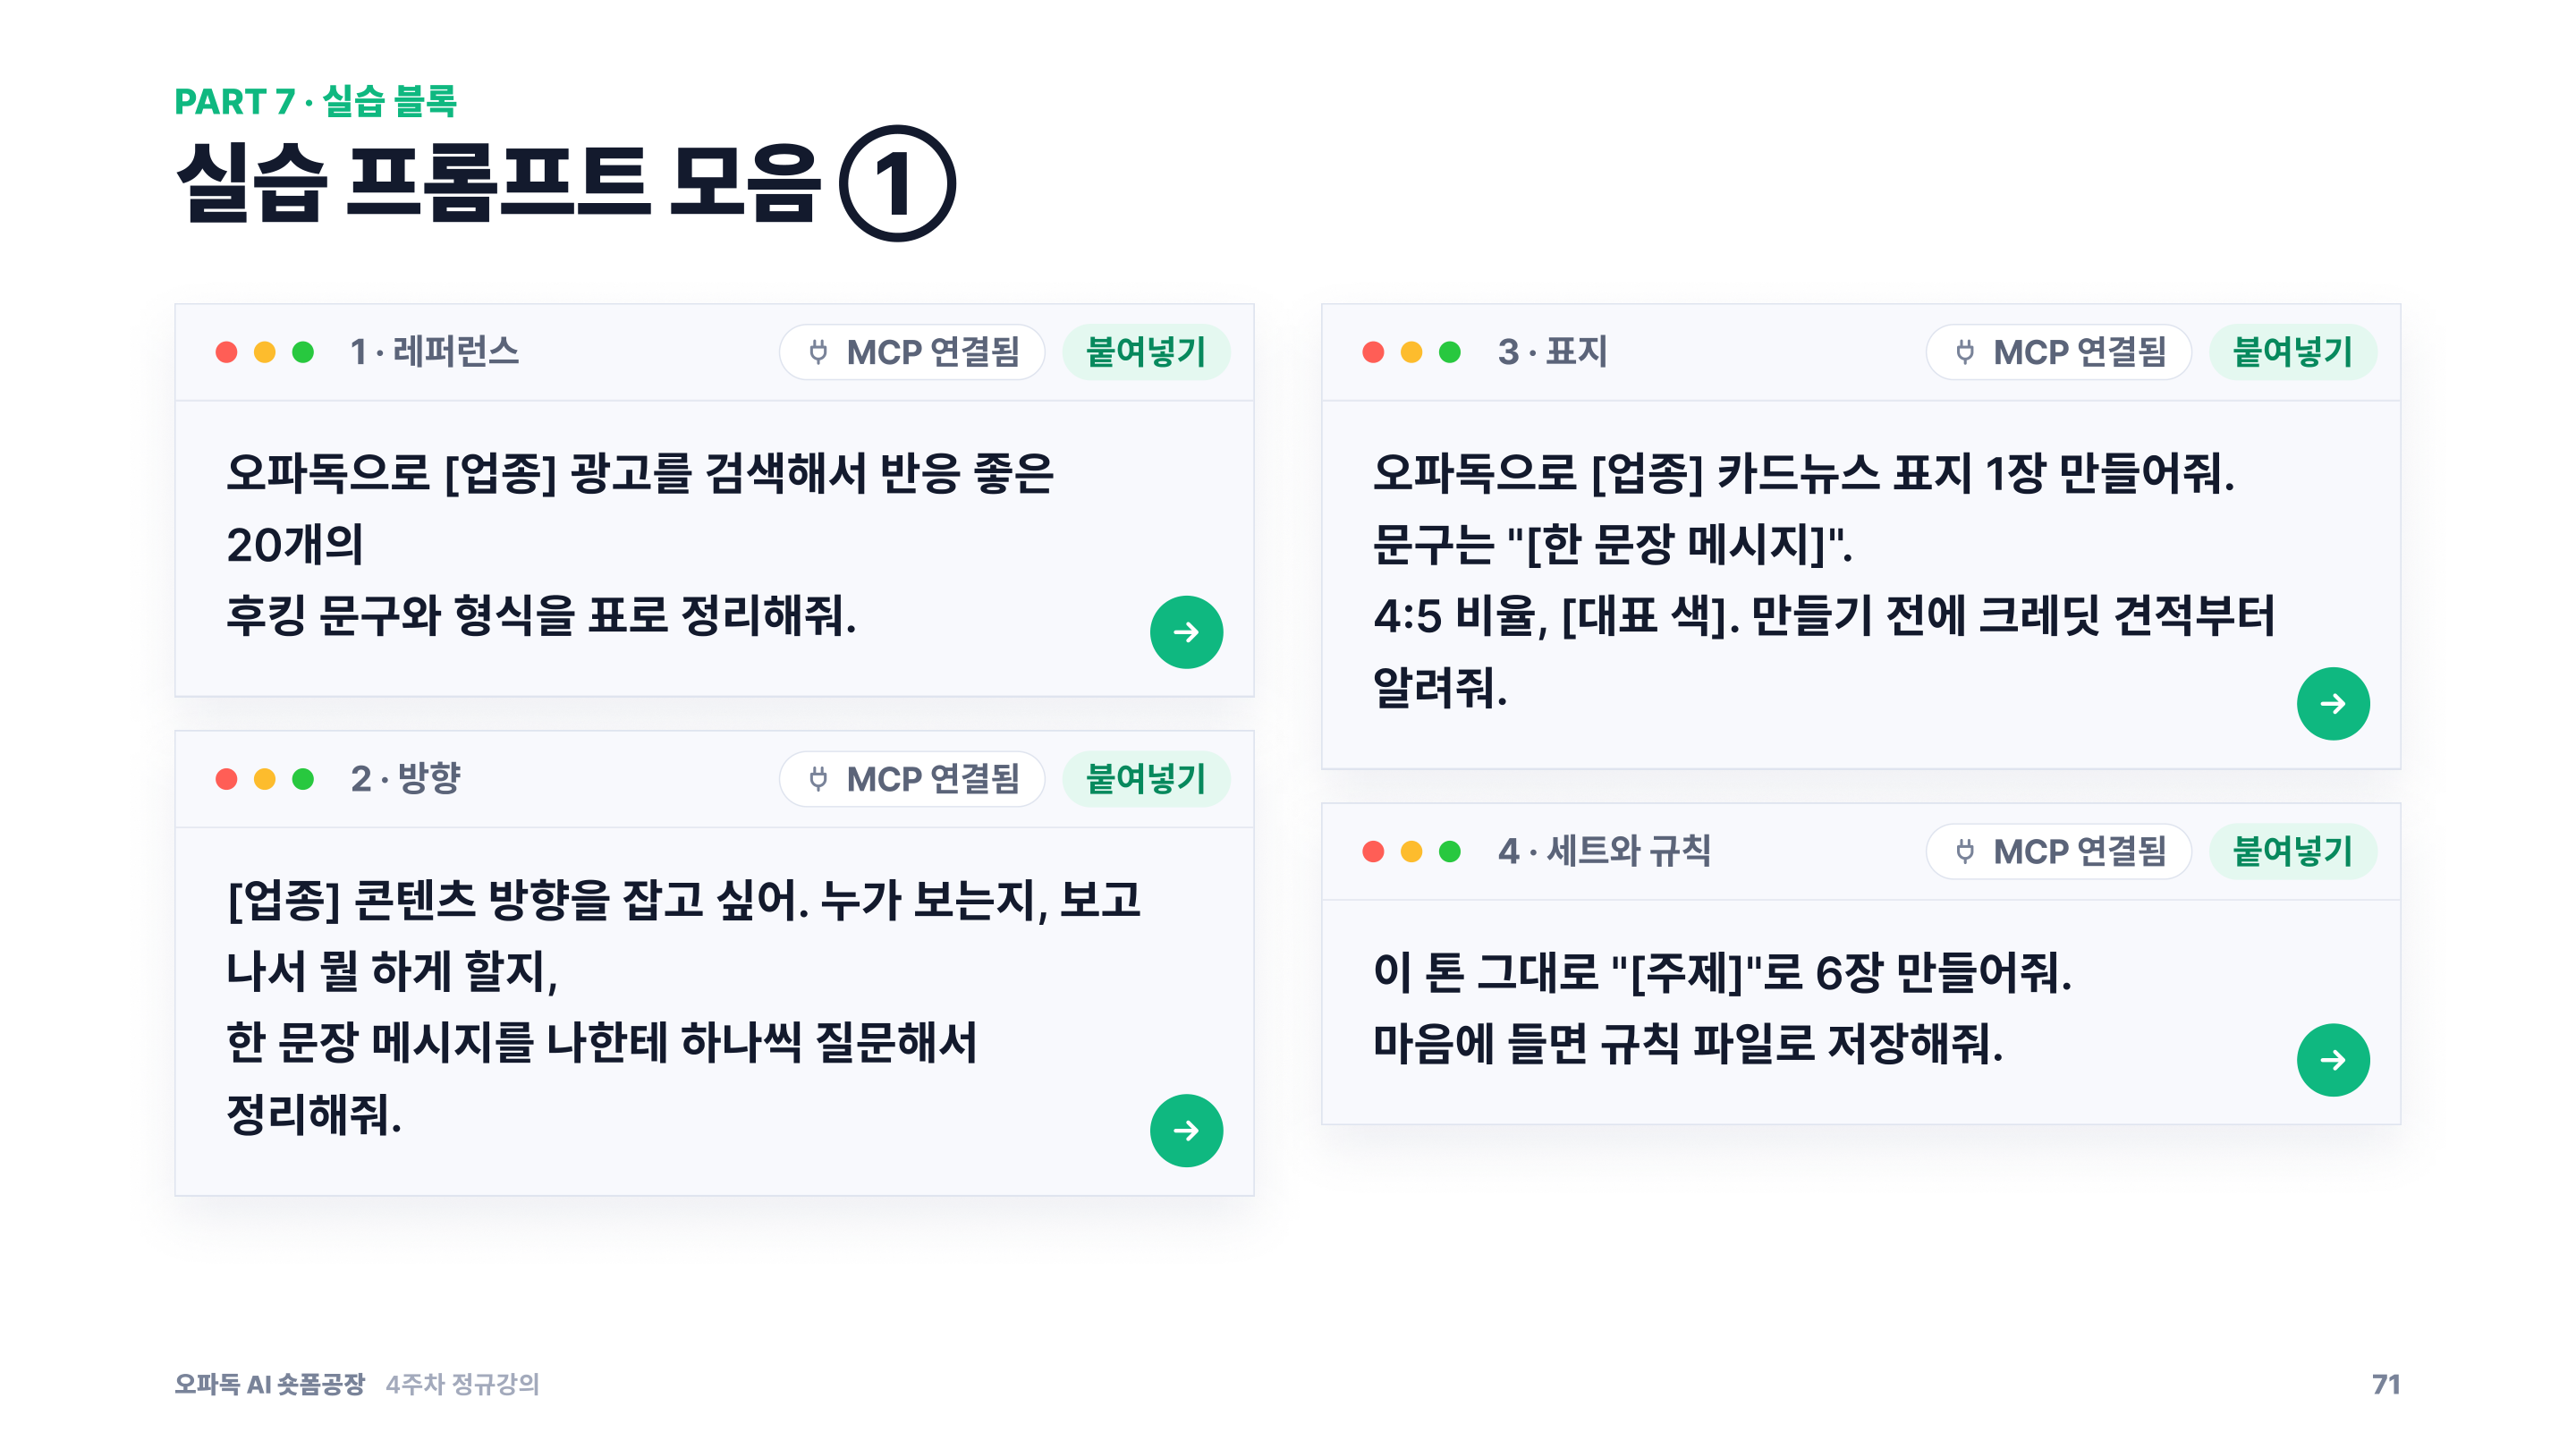 PART 7 · 실습 블록
실습 프롬프트 모음 ①
1 · 레퍼런스
MCP 연결됨
붙여넣기
오파독으로 [업종] 광고를 검색해서 반응 좋은
20개의
후킹 문구와 형식을 표로 정리해줘.
2 · 방향
MCP 연결됨
붙여넣기
[업종] 콘텐츠 방향을 잡고 싶어. 누가 보는지, 보고
나서 뭘 하게 할지,
한 문장 메시지를 나한테 하나씩 질문해서
정리해줘.
3 · 표지
MCP 연결됨
붙여넣기
오파독으로 [업종] 카드뉴스 표지 1장 만들어줘.
문구는 "[한 문장 메시지]".
4:5 비율, [대표 색]. 만들기 전에 크레딧 견적부터
알려줘.
4 · 세트와 규칙
MCP 연결됨
붙여넣기
이 톤 그대로 "[주제]"로 6장 만들어줘.
마음에 들면 규칙 파일로 저장해줘.
오파독 AI 숏폼공장 4주차 정규강의
71